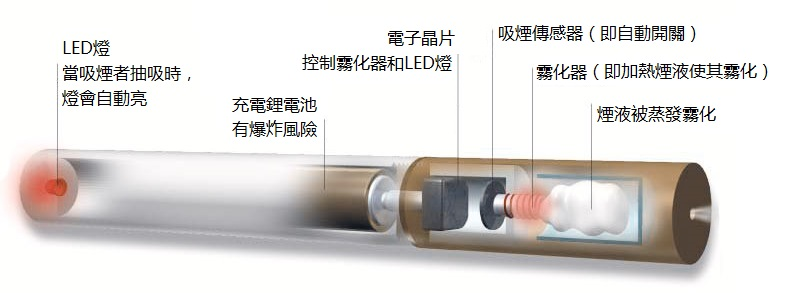 LED燈
當吸煙者抽吸時，
燈會自動亮
充電鋰電池
有爆炸風險
電子晶片
控制霧化器和LED燈
吸煙傳感器（即自動開關）
霧化器（即加熱煙液使其霧化）
煙液被蒸發霧化